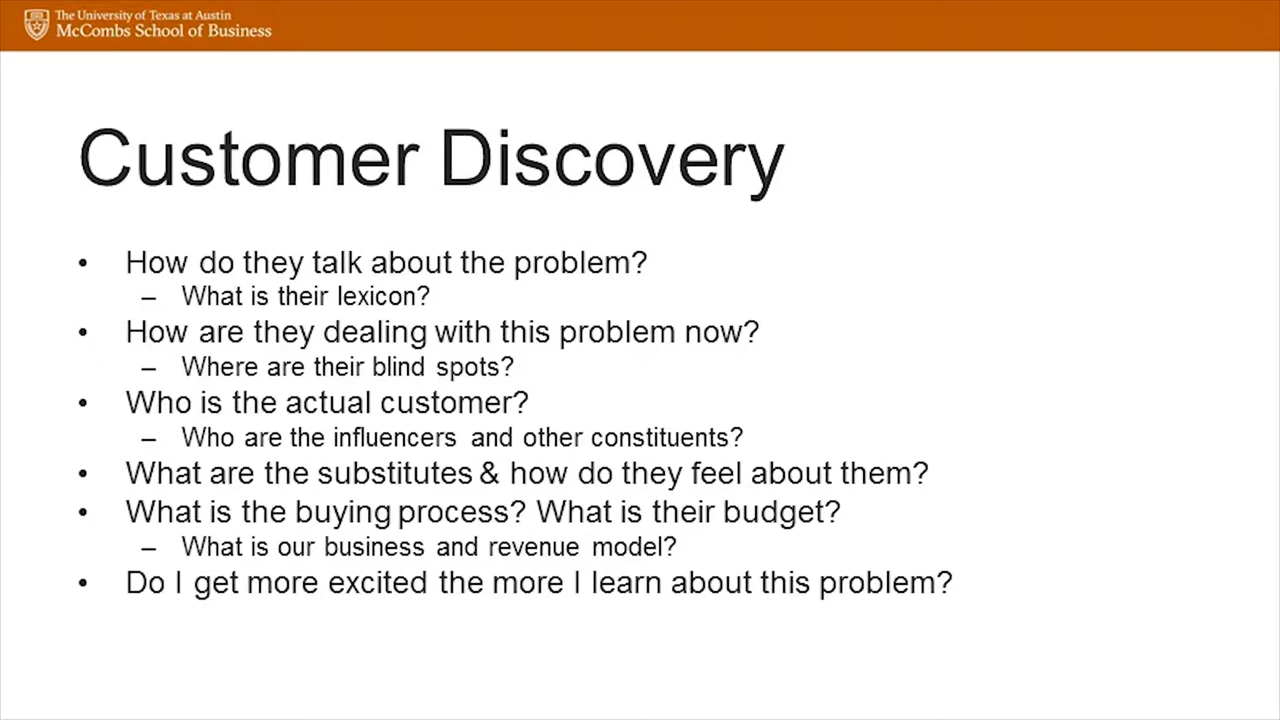 The University of Texas at Austin
McCombs School of Business
Customer Discovery
• How do they talk about the problem?
– What is their lexicon?
• How are they dealing with this problem now?
– Where are their blind spots?
• Who is the actual customer?
– Who are the influencers and other constituents?
• What are the substitutes & how do they feel about them?
• What is the buying process? What is their budget?
– What is our business and revenue model?
• Do I get more excited the more I learn about this problem?